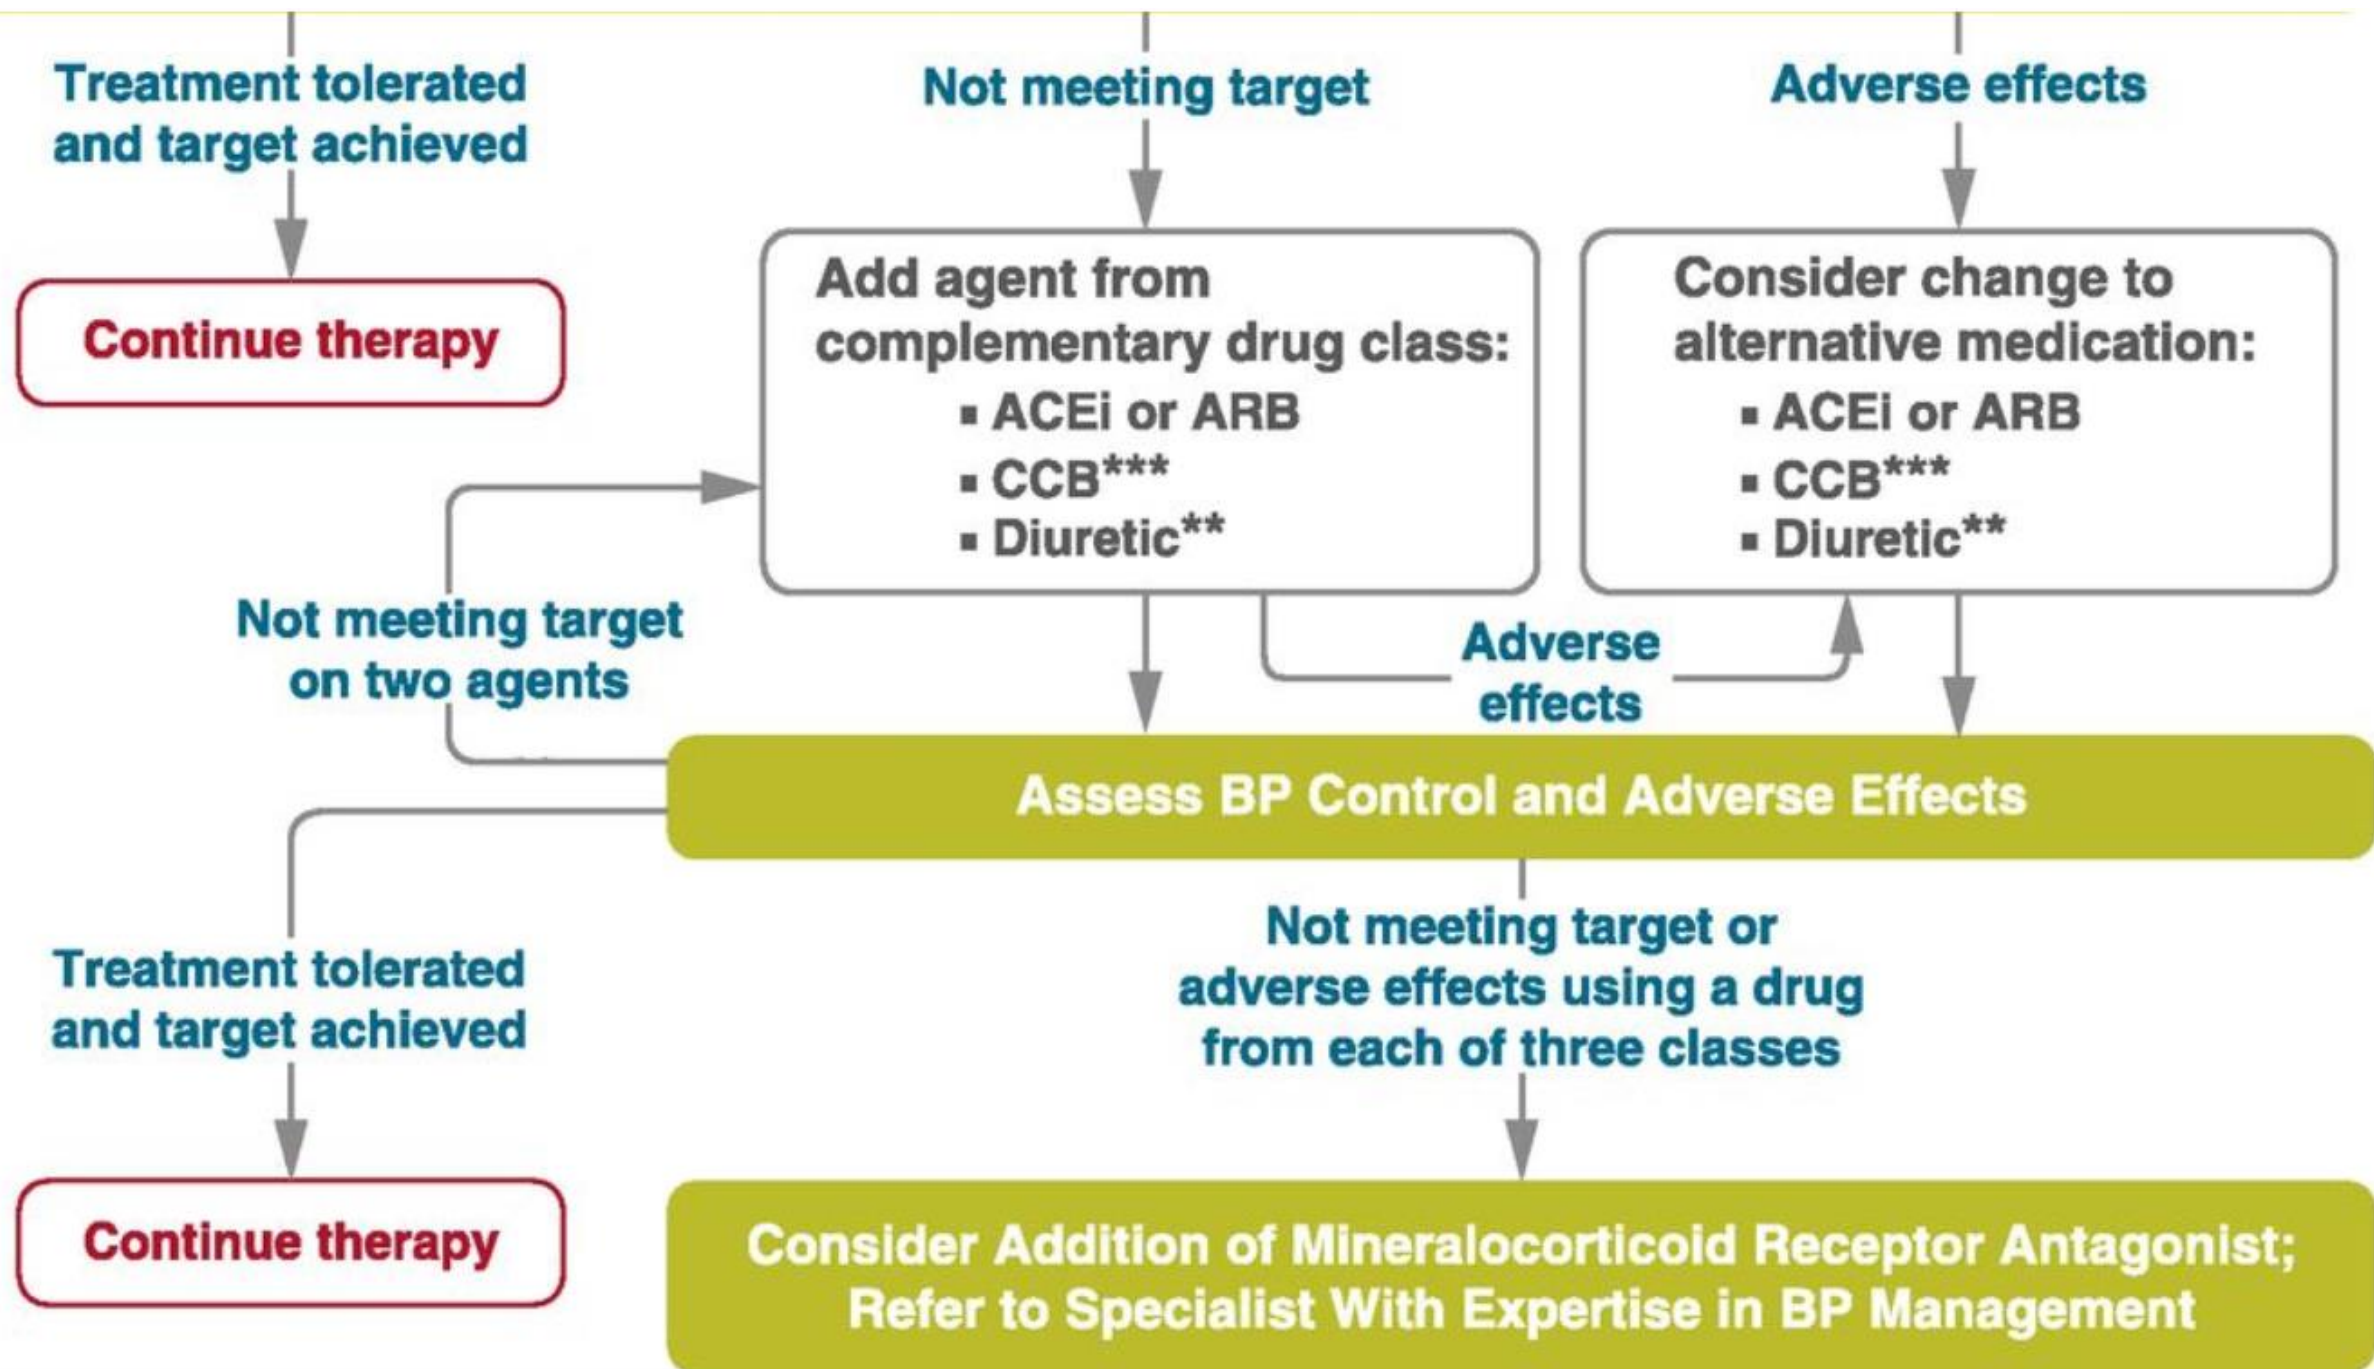 Treatment tolerated
and target achieved
Not meeting target
Adverse effects
Continue therapy
Add agent from
complementary drug class:
▪ ACEi or ARB
▪ CCB***
▪ Diuretic**
Consider change to
alternative medication:
▪ ACEi or ARB
▪ CCB***
▪ Diuretic**
Not meeting target
on two agents
Adverse
effects
Assess BP Control and Adverse Effects
Treatment tolerated
and target achieved
Not meeting target or
adverse effects using a drug
from each of three classes
Continue therapy
Consider Addition of Mineralocorticoid Receptor Antagonist;
Refer to Specialist With Expertise in BP Management